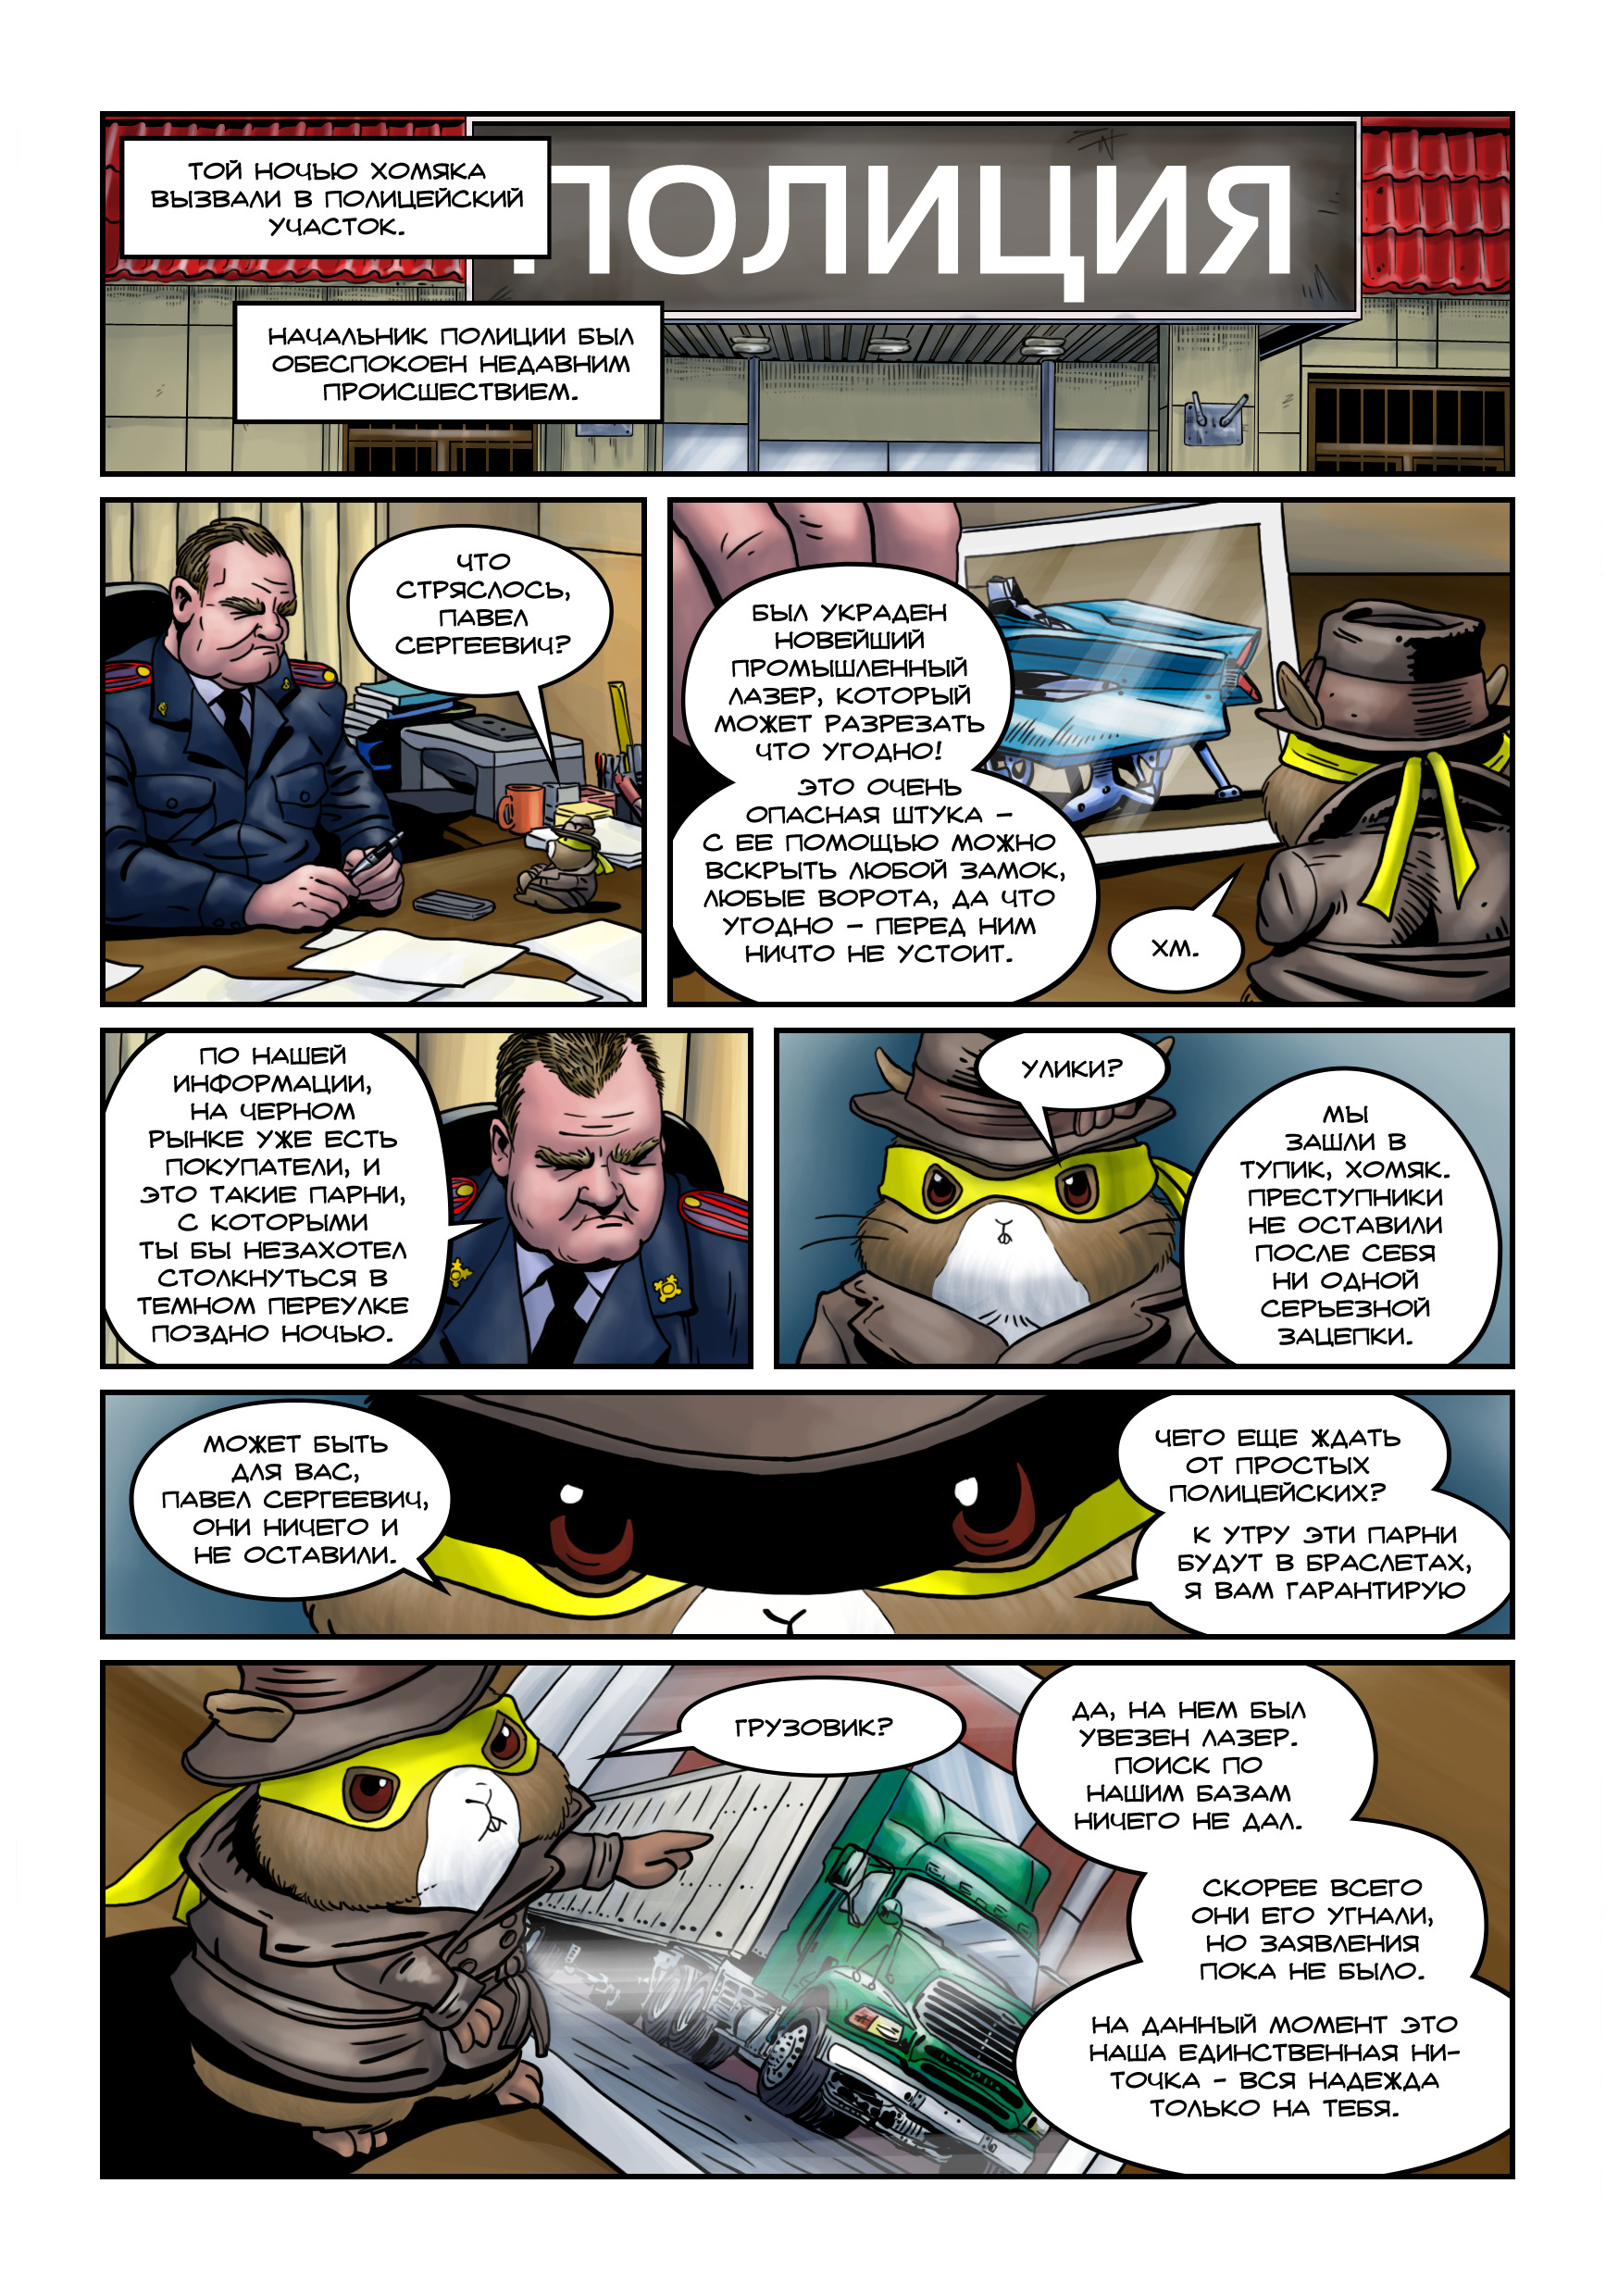 ТОЙ НОЧЬЮ ХОМЯКА
ВЫЗВАЛИ В ПОЛИЦЕЙСКИЙ
УЧАСТОК.
ПОЛИЦИЯ
НАЧАЛЬНИК ПОЛИЦИИ БЫЛ
ОБЕСПОКОЕН НЕДАВНИМ
ПРОИСШЕСТВИЕМ.
ЧТО
СТРЯСЛОСЬ,
ПАВЕЛ
СЕРГЕЕВИЧ?
БЫЛ УКРАДЕН
НОВЕЙШИЙ
ПРОМЫШЛЕННЫЙ
ЛАЗЕР, КОТОРЫЙ
МОЖЕТ РАЗРЕЗАТЬ
ЧТО УГОДНО!
ЭТО ОЧЕНЬ
ОПАСНАЯ ШТУКА –
С ЕЕ ПОМОЩЬЮ МОЖНО
ВСКРЫТЬ ЛЮБОЙ ЗАМОК,
ЛЮБЫЕ ВОРОТА, ДА ЧТО
УГОДНО – ПЕРЕД НИМ
НИЧТО НЕ УСТОИТ.
ХМ.
ПО НАШЕЙ
ИНФОРМАЦИИ,
НА ЧЕРНОМ
РЫНКЕ УЖЕ ЕСТЬ
ПОКУПАТЕЛИ, И
ЭТО ТАКИЕ ПАРНИ,
С КОТОРЫМИ
ТЫ БЫ НЕЗАХОТЕЛ
СТОЛКНУТЬСЯ В
ТЕМНОМ ПЕРЕУЛКЕ
ПОЗДНО НОЧЬЮ.
УЛИКИ?
МЫ
ЗАШЛИ В
ТУПИК, ХОМЯК.
ПРЕСТУПНИКИ
НЕ ОСТАВИЛИ
ПОСЛЕ СЕБЯ
НИ ОДНОЙ
СЕРЬЕЗНОЙ
ЗАЦЕПКИ.
МОЖЕТ БЫТЬ
ДЛЯ ВАС,
ПАВЕЛ СЕРГЕЕВИЧ,
ОНИ НИЧЕГО И
НЕ ОСТАВИЛИ.
ЧЕГО ЕЩЕ ЖДАТЬ
ОТ ПРОСТЫХ
ПОЛИЦЕЙСКИХ?
К УТРУ ЭТИ ПАРНИ
БУДУТ В БРАСЛЕТАХ,
Я ВАМ ГАРАНТИРУЮ
ГРУЗОВИК?
ДА, НА НЕМ БЫЛ
УВЕЗЕН ЛАЗЕР.
ПОИСК ПО
НАШИМ БАЗАМ
НИЧЕГО НЕ ДАЛ.
СКОРЕЕ ВСЕГО
ОНИ ЕГО УГНАЛИ,
НО ЗАЯВЛЕНИЯ
ПОКА НЕ БЫЛО.
НА ДАННЫЙ МОМЕНТ ЭТО
НАША ЕДИНСТВЕННАЯ НИ-
ТОЧКА – ВСЯ НАДЕЖДА
ТОЛЬКО НА ТЕБЯ.